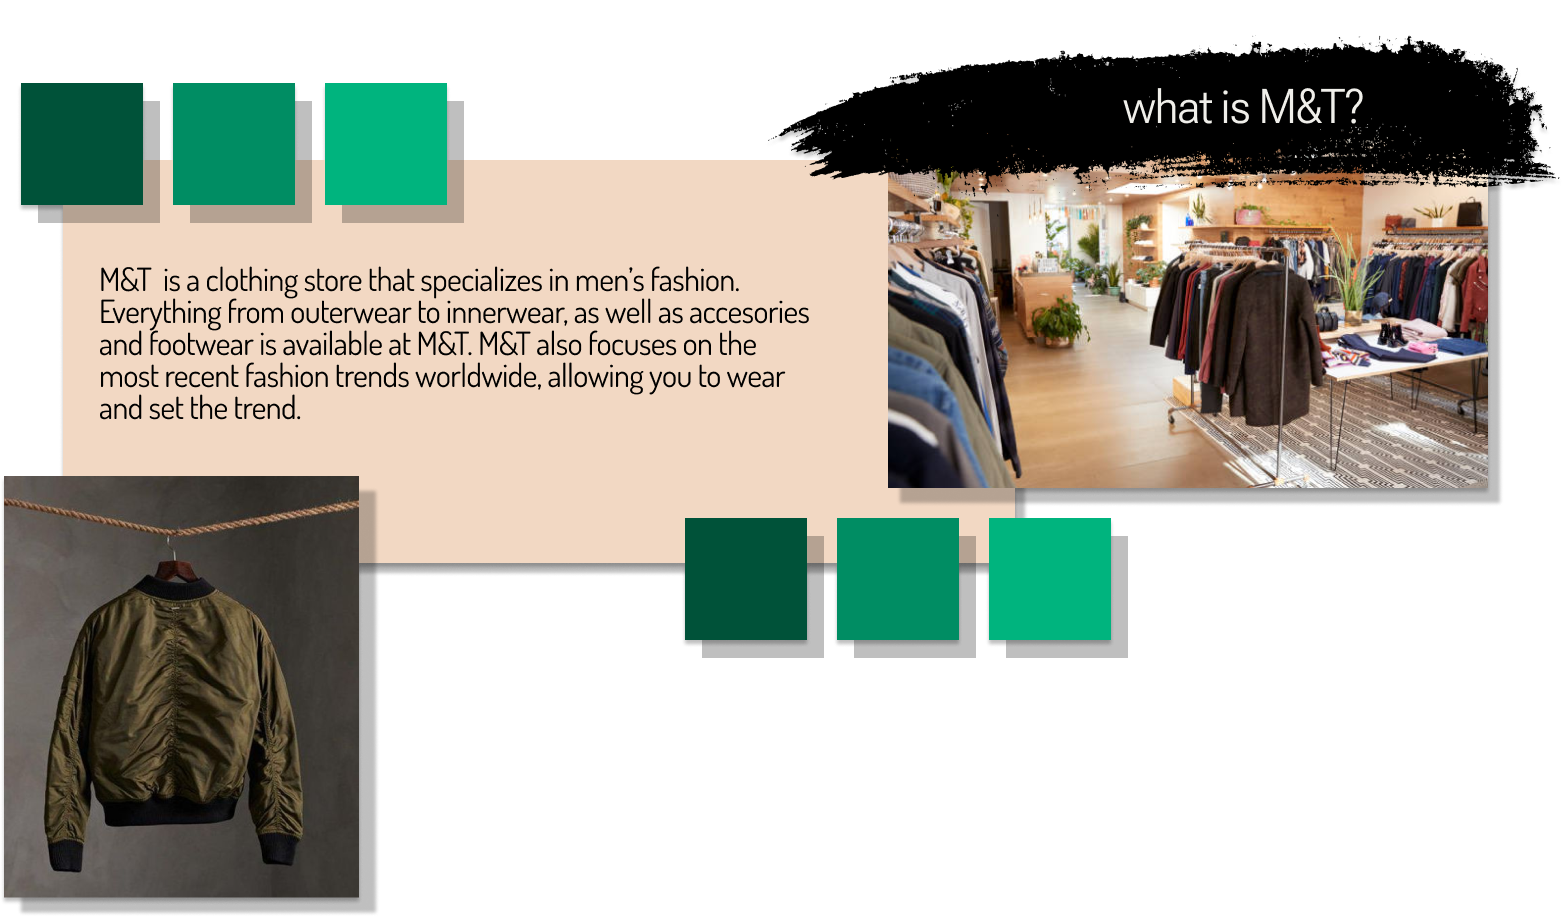 what is M&T?
M&T is a clothing store that specializes in men’s fashion.
Everything from outerwear to innerwear, as well as accesories
and footwear is available at M&T. M&T also focuses on the
most recent fashion trends worldwide, allowing you to wear
and set the trend.